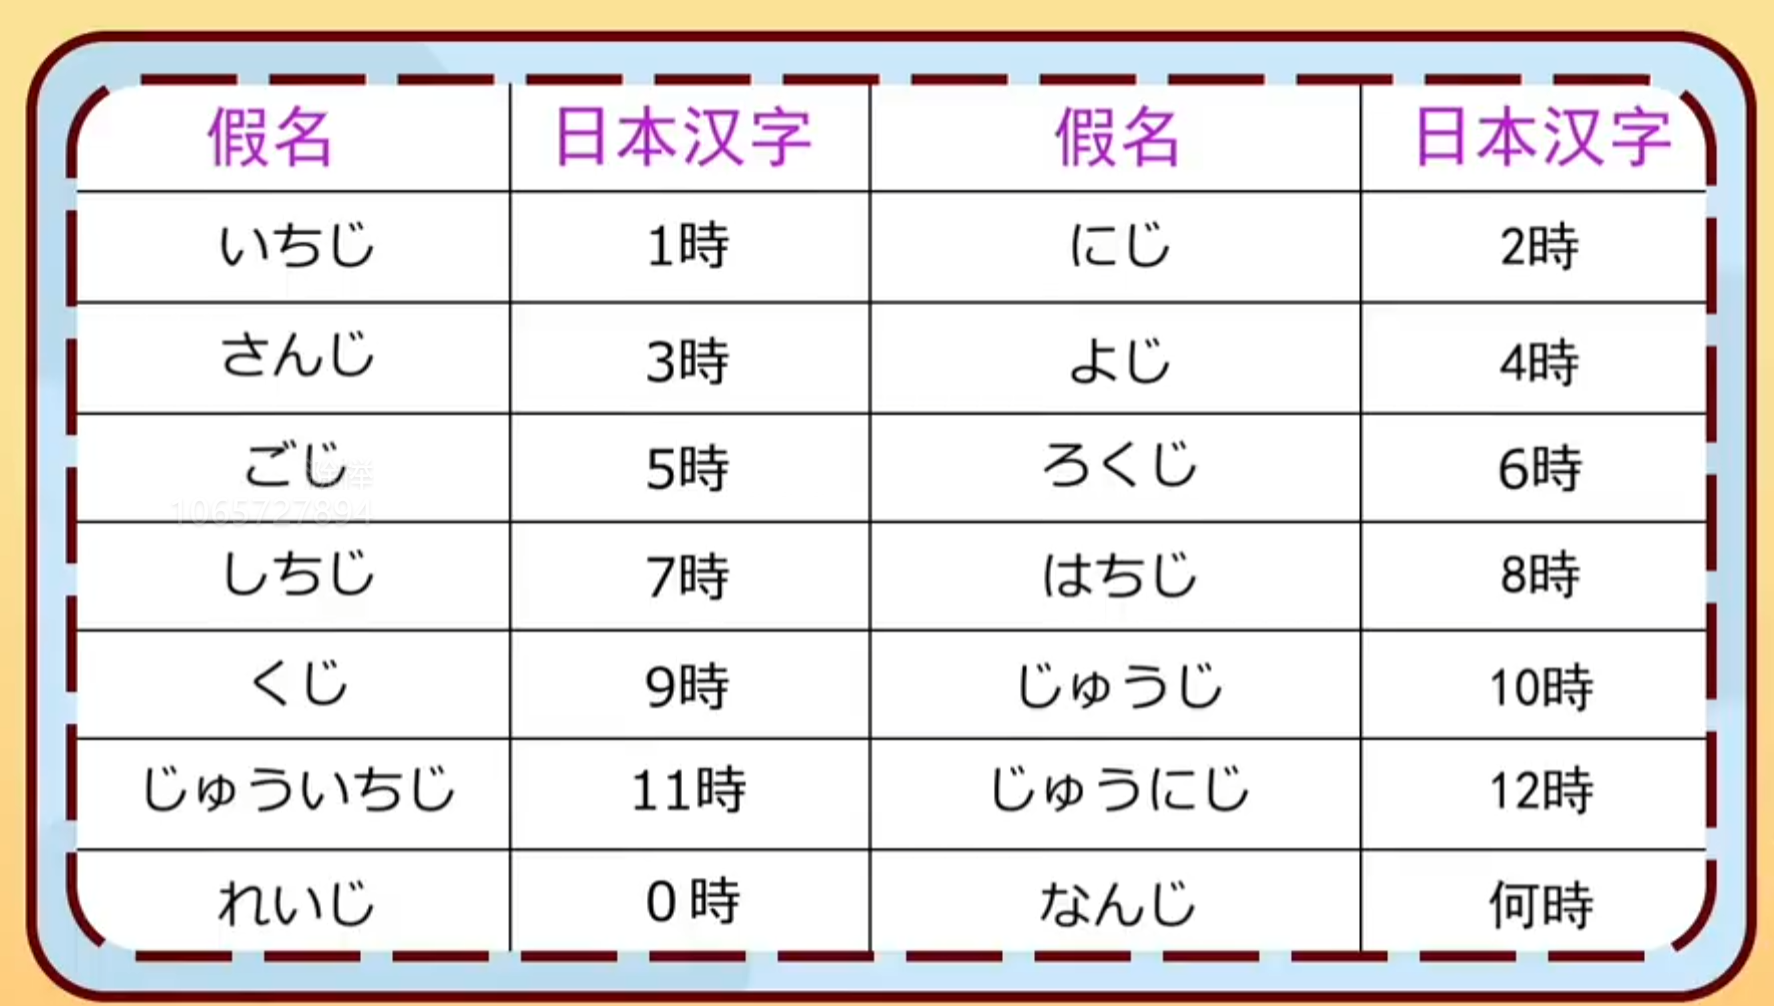 假名 日本汉字 假名 日本汉字
いちじ 1時 にじ 2時
さんじ 3時 よじ 4時
ごじ 5時 ろくじ 6時
1065727894
しちじ 7時 はちじ 8時
くじ 9時 じゅうじ 10時
じゅういちじ 11時 じゅうにじ 12時
れいじ 0時 なんじ 何時